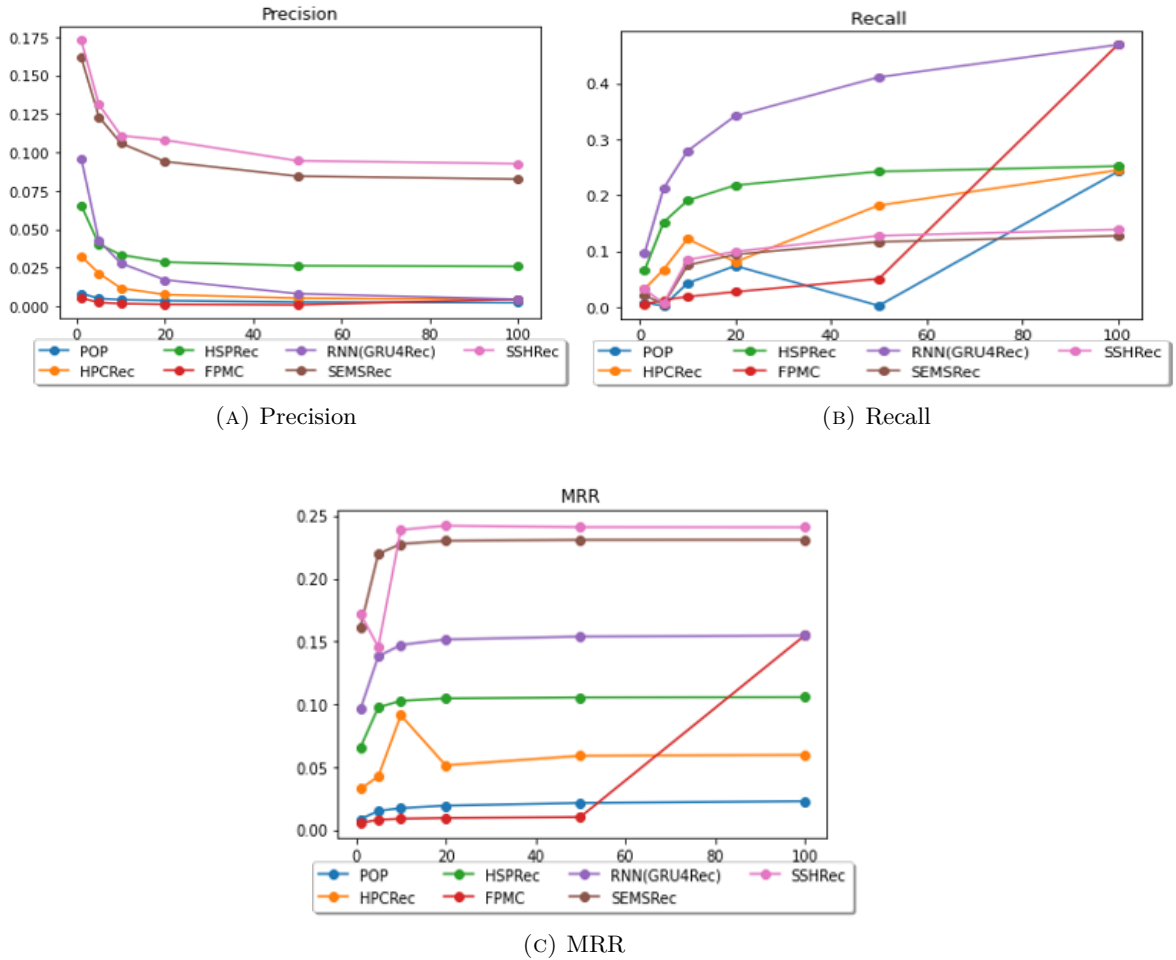 Precision
0.175
0.150
0.125
0.100
0.075
0.050
0.025
0.000
0 20 40 60 80 100
POP HSPRec RNN(GRU4Rec) SSHRec
HPCRec FPMC SEMSRec
(A) Precision
Recall
0.4
0.3
0.2
0.1
0.0
0 20 40 60 80 100
POP HSPRec RNN(GRU4Rec) SSHRec
HPCRec FPMC SEMSRec
(B) Recall
MRR
0.25
0.20
0.15
0.10
0.05
0.00
0 20 40 60 80 100
POP HSPRec RNN(GRU4Rec) SSHRec
HPCRec FPMC SEMSRec
(C) MRR